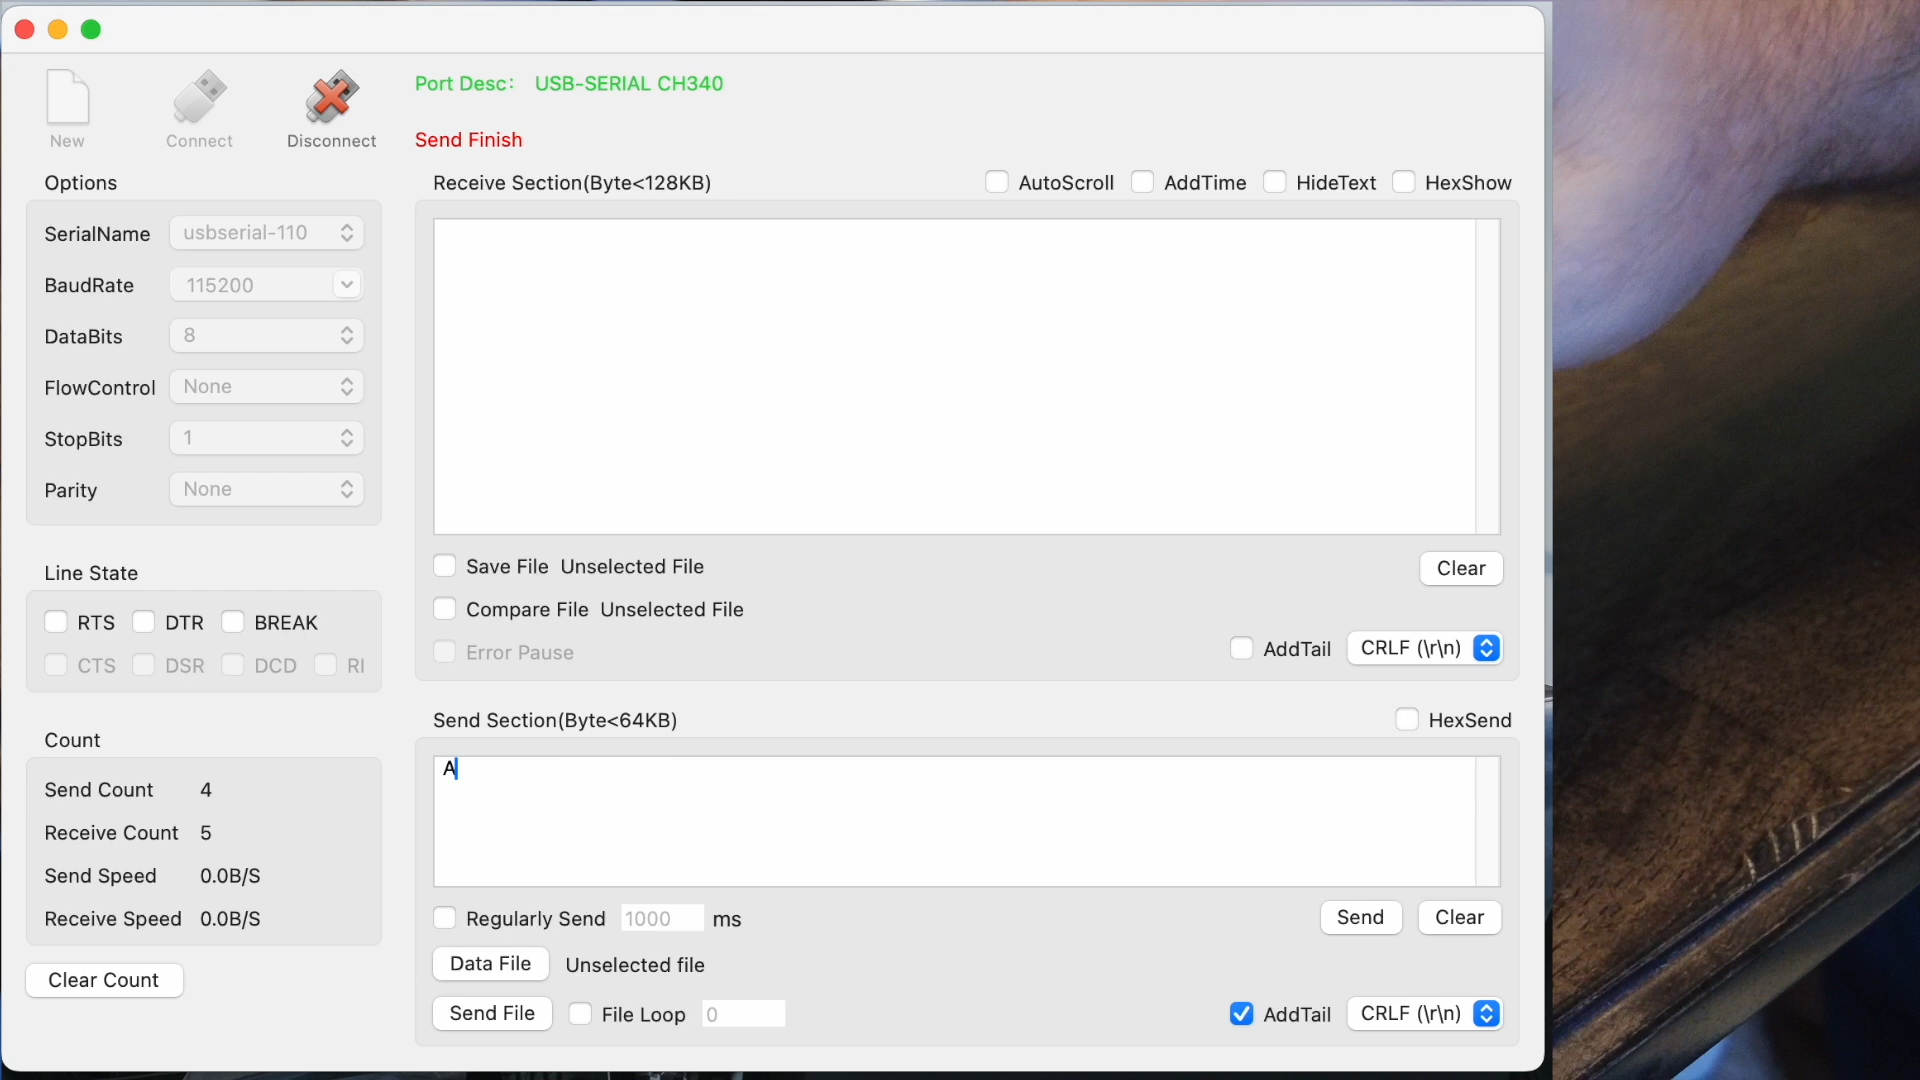 Port Desc: USB-SERIAL CH340
New Connect Disconnect
Send Finish
Options
SerialName usbserial-110
BaudRate 115200
DataBits 8
FlowControl None
StopBits 1
Parity None
Line State
RTS DTR BREAK
CTS DSR DCD RI
Count
Send Count 4
Receive Count 5
Send Speed 0.0B/S
Receive Speed 0.0B/S
Clear Count
Receive Section(Byte<128KB) AutoScroll AddTime HideText HexShow
Save File Unselected File Clear
Compare File Unselected File
Error Pause AddTail CRLF (\r\n)
Send Section(Byte<64KB) HexSend
A
Regularly Send 1000 ms Send Clear
Data File Unselected file
Send File File Loop 0 AddTail CRLF (\r\n)